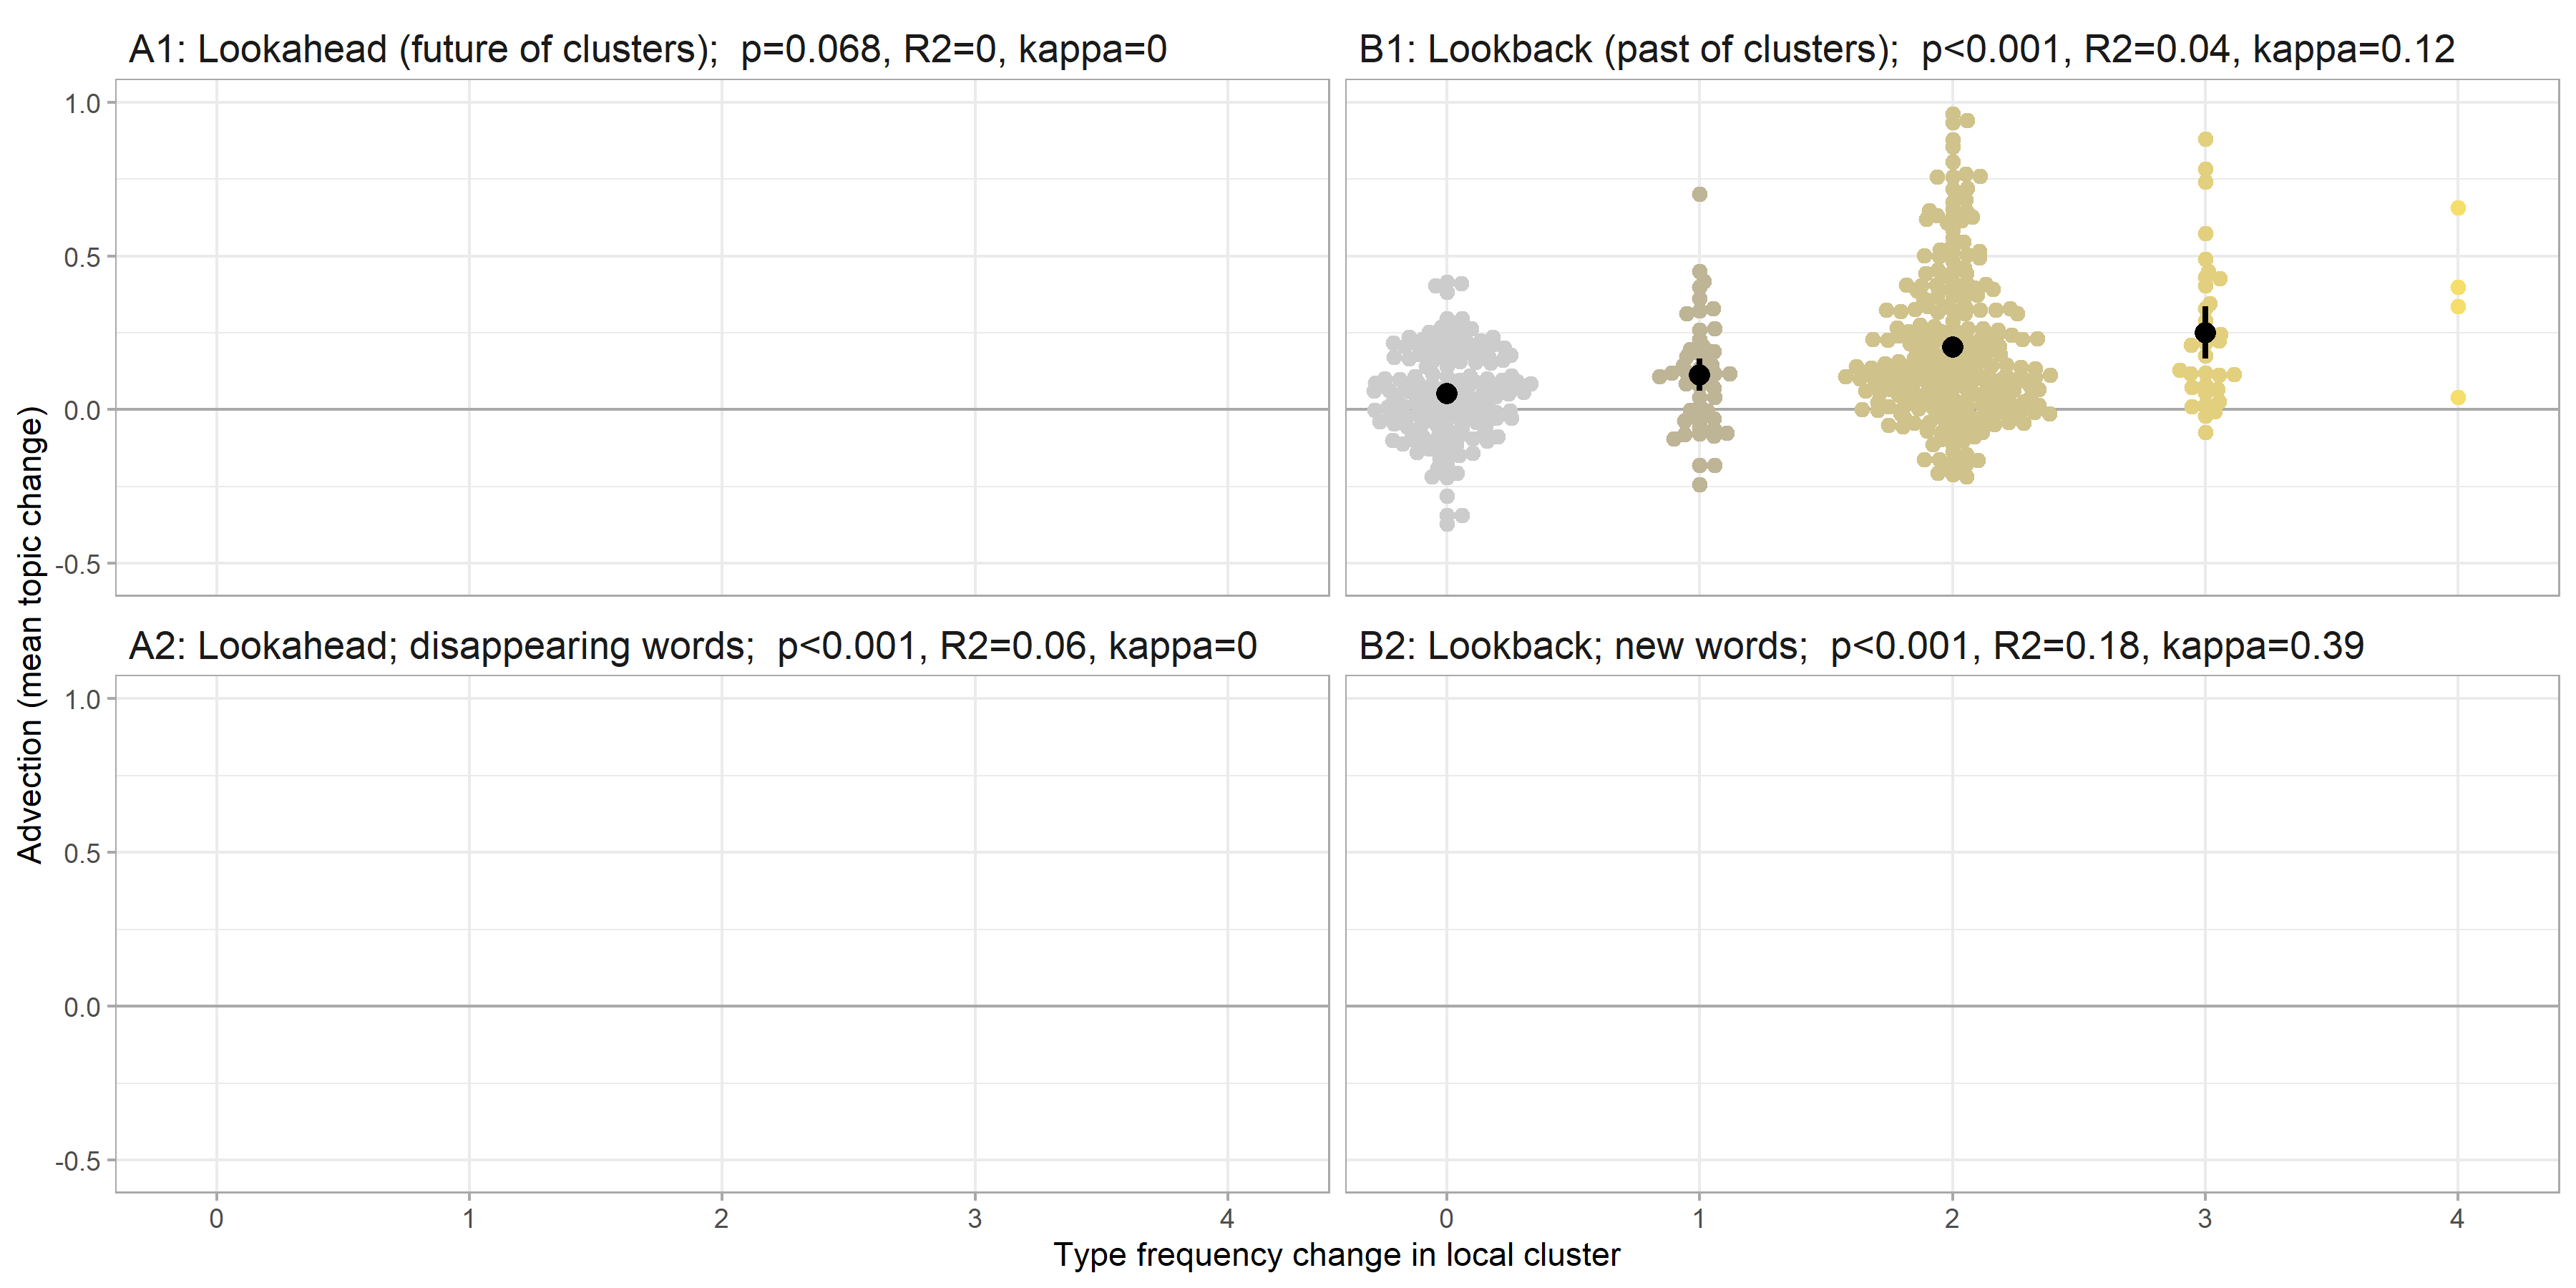 A1: Lookahead (future of clusters);  p=0.068, R2=0, kappa=0
B1: Lookback (past of clusters);  p<0.001, R2=0.04, kappa=0.12
1.0
0.5
0.0
-0.5
A2: Lookahead; disappearing words;  p<0.001, R2=0.06, kappa=0
B2: Lookback; new words;  p<0.001, R2=0.18, kappa=0.39
1.0
0.5
0.0
-0.5
Advection (mean topic change)
0 1 2 3 4
0 1 2 3 4
Type frequency change in local cluster